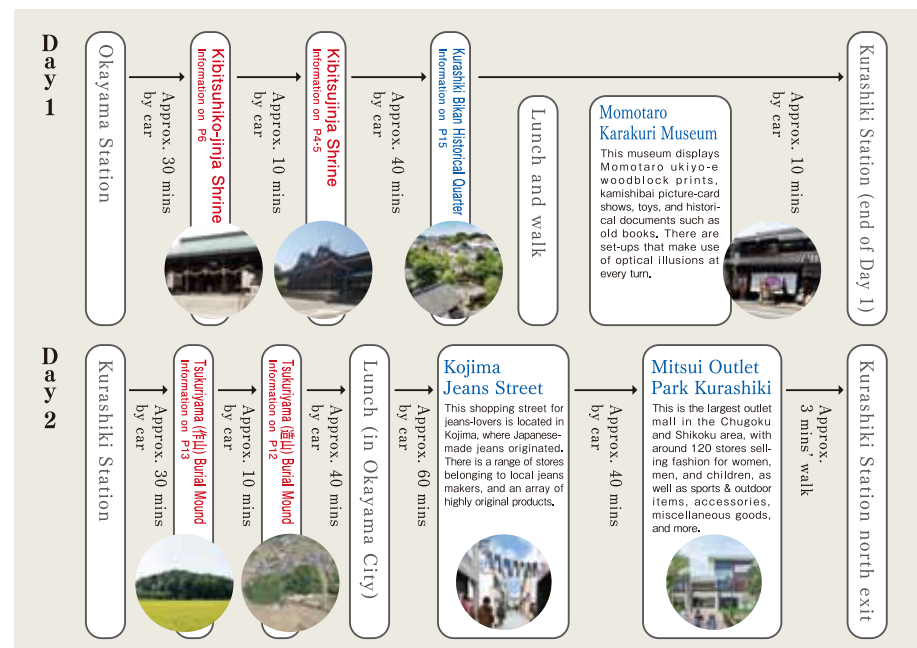 Day 1
Okayama Station
Approx. 30 mins
by car
Kibitsuhiko-jinja Shrine
Information on P6
Approx. 10 mins
by car
Kibitsujinja Shrine
Information on P4・5
Approx. 40 mins
by car
Kurashiki Bikan Historical Quarter
Information on P15
Lunch and walk
Momotaro
Karakuri Museum
This museum displays
Momotaro ukiyo-e
woodblock prints,
kamishibai picture-card
shows, toys, and histori-
cal documents such as
old books. There are
set-ups that make use
of optical illusions at
every turn.
Approx. 10 mins
by car
Kurashiki Station (end of Day 1)
Day 2
Kurashiki Station
Approx. 30 mins
by car
Tsukuriyama (作山) Burial Mound
Information on P13
Approx. 10 mins
by car
Tsukuriyama (造山) Burial Mound
Information on P12
Approx. 40 mins
by car
Lunch (in Okayama City)
Approx. 60 mins
by car
Kojima
Jeans Street
This shopping street for
jeans-lovers is located in
Kojima, where Japanese-
made jeans originated.
There is a range of stores
belonging to local jeans
makers, and an array of
highly original products.
Approx. 40 mins
by car
Mitsui Outlet
Park Kurashiki
This is the largest outlet
mall in the Chugoku
and Shikoku area, with
around 120 stores sell-
ing fashion for women,
men, and children, as
well as sports & outdoor
items, accessories,
miscellaneous goods,
and more.
Approx.
3 mins' walk
Kurashiki Station north exit